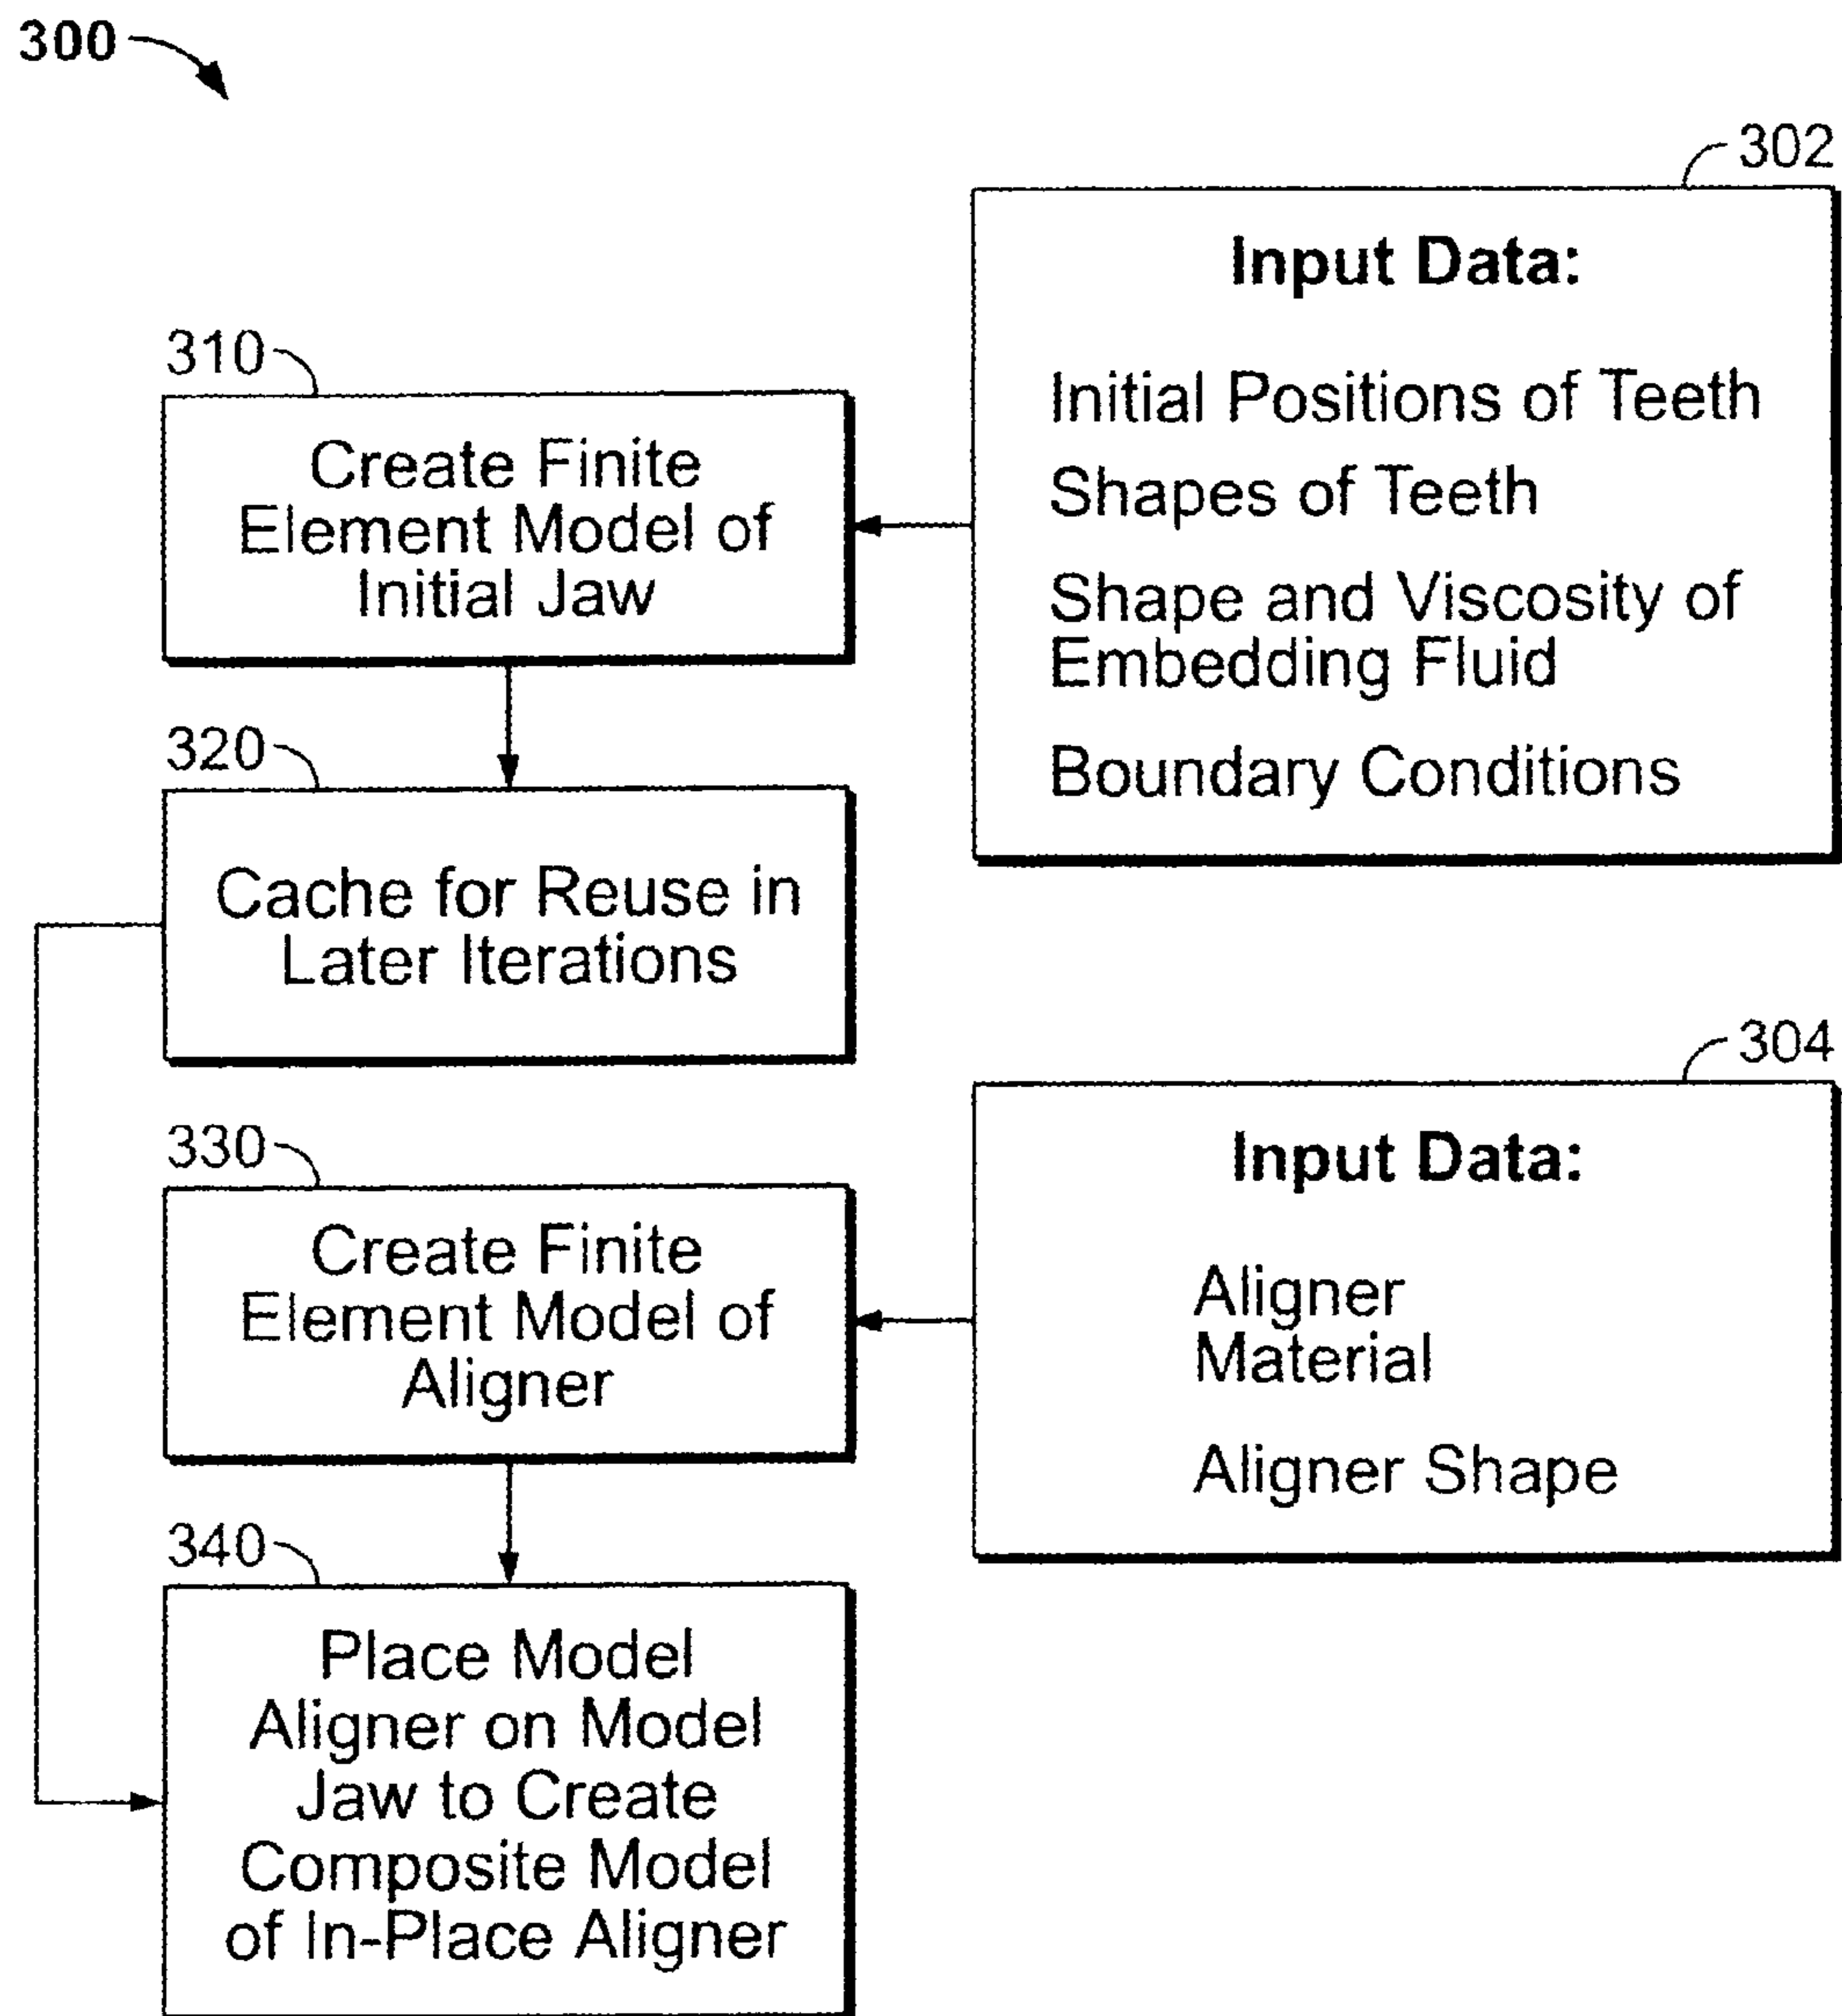 300
302
Input Data:
Initial Positions of Teeth
Shapes of Teeth
Shape and Viscosity of
Embedding Fluid
Boundary Conditions
310
Create Finite
Element Model of
Initial Jaw
320
Cache for Reuse in
Later Iterations
304
Input Data:
Aligner
Material
Aligner Shape
330
Create Finite
Element Model of
Aligner
340
Place Model
Aligner on Model
Jaw to Create
Composite Model
of In-Place Aligner